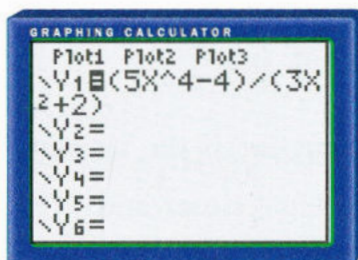 GRAPHING CALCULATOR
Plot1 Plot2 Plot3
\Y₁=(5X^4-4)/(3X
²+2)
\Y₂=
\Y₃=
\Y₄=
\Y₅=
\Y₆=